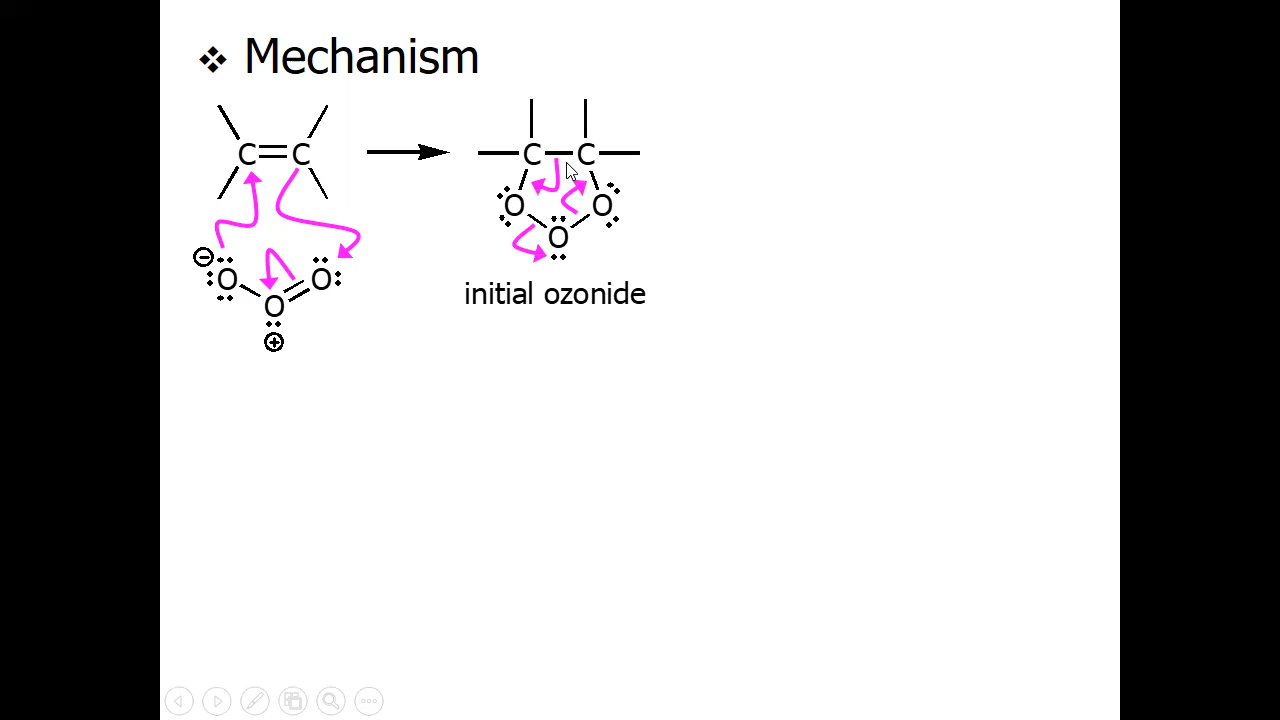 Mechanism
C C
C C
O O
O
⊖
O O
O
⊕
initial ozonide